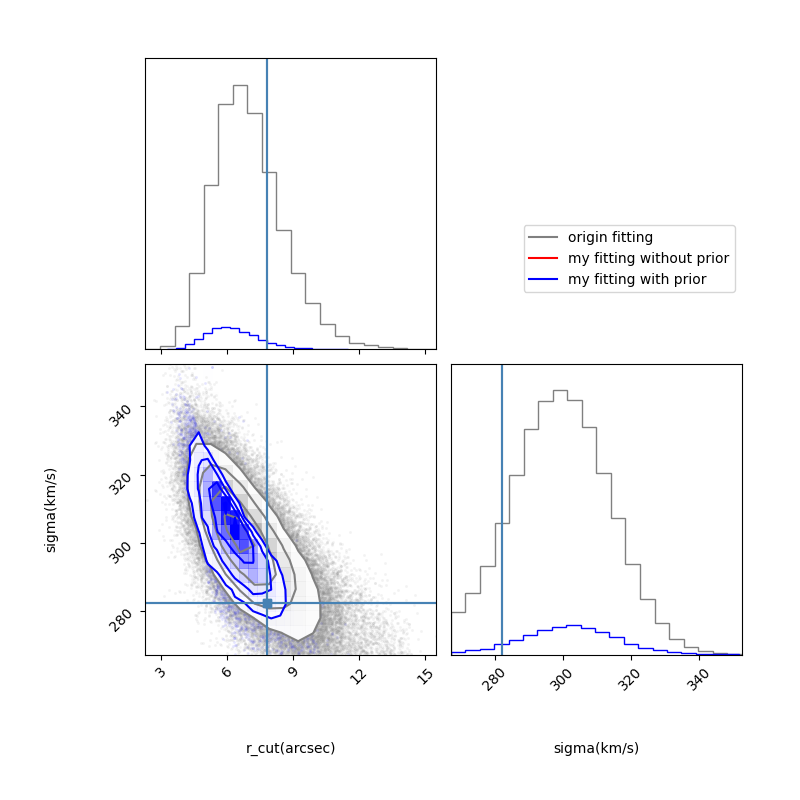 origin fitting
my fitting without prior
my fitting with prior
340
320
300
280
sigma(km/s)
3
6
9
12
15
r_cut(arcsec)
280
300
320
340
sigma(km/s)